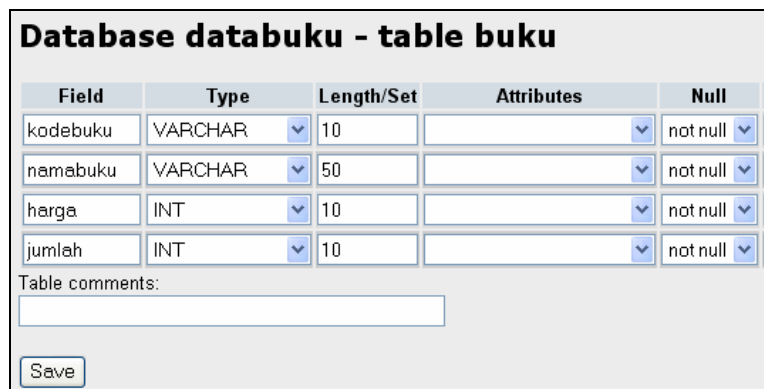 Database databuku - table buku
Field Type Length/Set Attributes Null
kodebuku VARCHAR 10 not null
namabuku VARCHAR 50 not null
harga INT 10 not null
jumlah INT 10 not null
Table comments:
Save